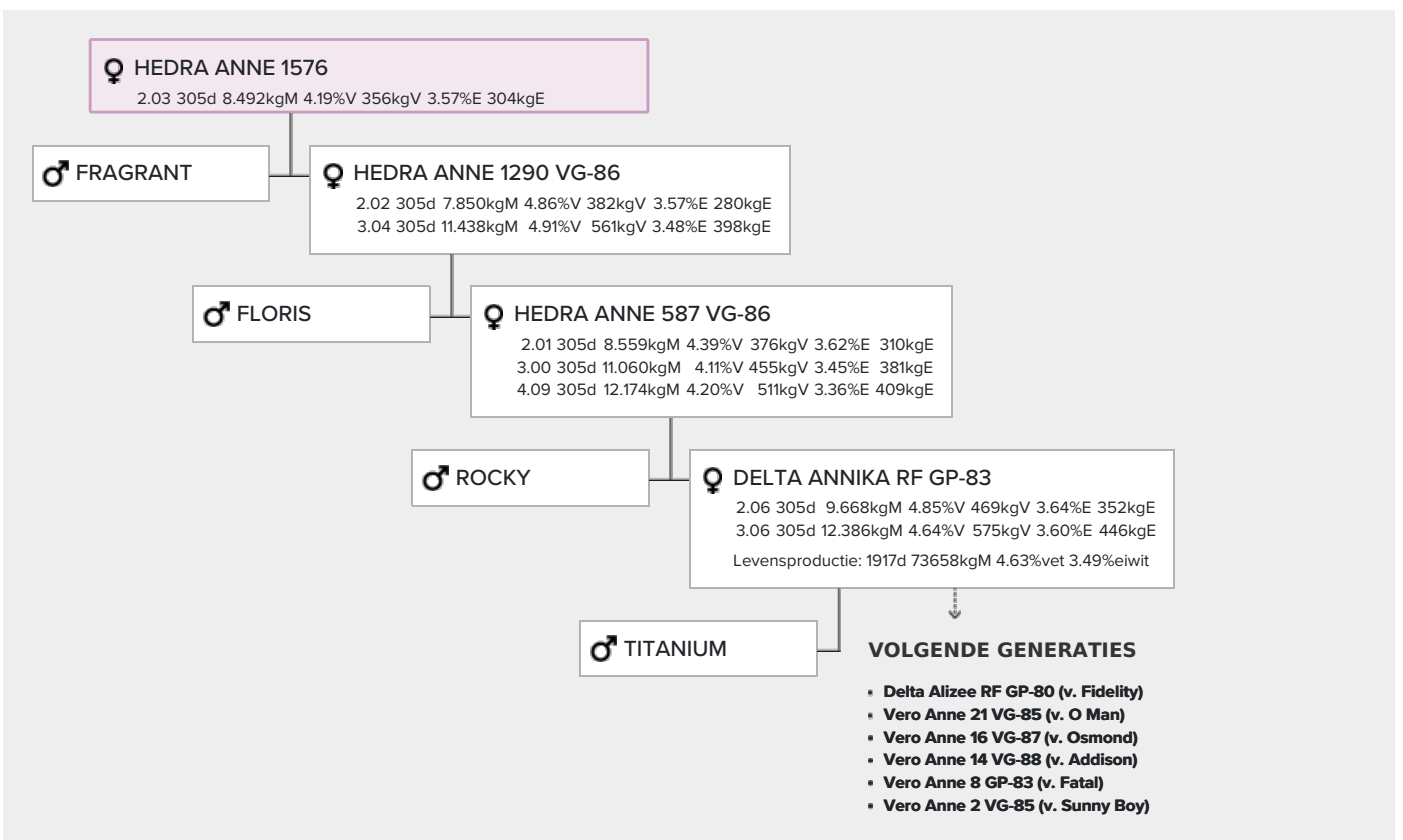 HEDRA ANNE 1576
2.03 305d 8.492kgM 4.19%V 356kgV 3.57%E 304kgE
FRAGRANT
HEDRA ANNE 1290 VG-86
2.02 305d 7.850kgM 4.86%V 382kgV 3.57%E 280kgE
3.04 305d 11.438kgM 4.91%V 561kgV 3.48%E 398kgE
FLORIS
HEDRA ANNE 587 VG-86
2.01 305d 8.559kgM 4.39%V 376kgV 3.62%E 310kgE
3.00 305d 11.060kgM 4.11%V 455kgV 3.45%E 381kgE
4.09 305d 12.174kgM 4.20%V 511kgV 3.36%E 409kgE
ROCKY
DELTA ANNIKA RF GP-83
2.06 305d 9.668kgM 4.85%V 469kgV 3.64%E 352kgE
3.06 305d 12.386kgM 4.64%V 575kgV 3.60%E 446kgE
Levensproductie: 1917d 73658kgM 4.63%vet 3.49%eiwit
TITANIUM
VOLGENDE GENERATIES
Delta Alizee RF GP-80 (v. Fidelity)
Vero Anne 21 VG-85 (v. O Man)
Vero Anne 16 VG-87 (v. Osmond)
Vero Anne 14 VG-88 (v. Addison)
Vero Anne 8 GP-83 (v. Fatal)
Vero Anne 2 VG-85 (v. Sunny Boy)